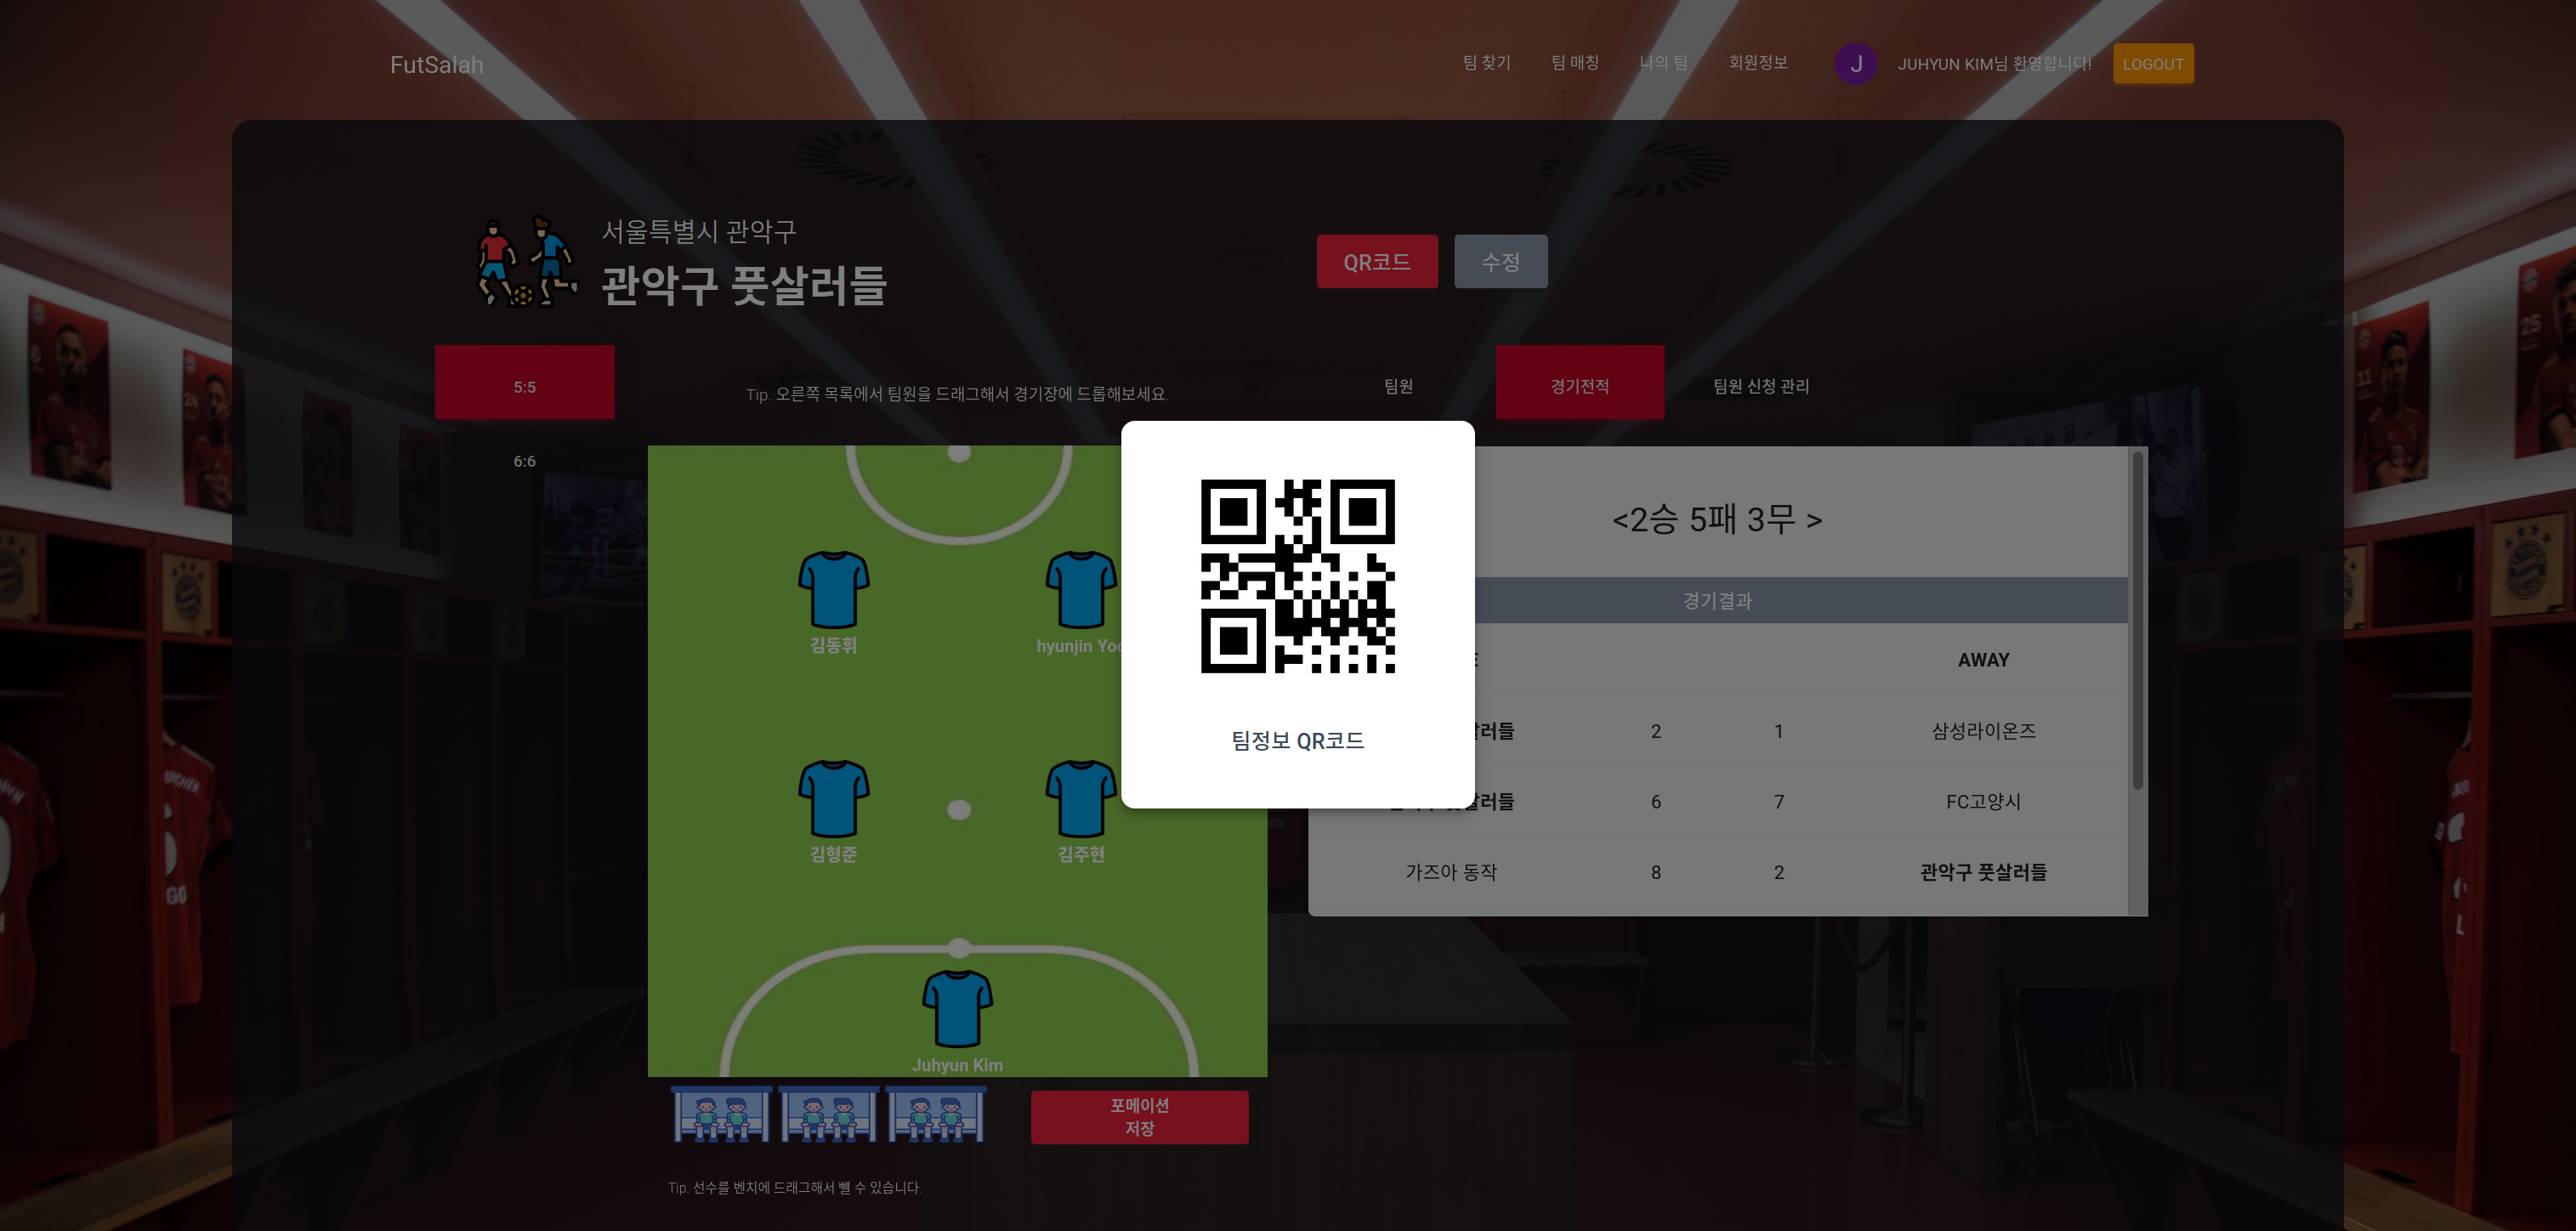 FutSalah
팀 찾기
팀 매칭
나의 팀
회원정보
J
JUHYUN KIM님 환영합니다!
LOGOUT
서울특별시 관악구
관악구 풋살러들
QR코드
수정
5:5
6:6
Tip. 오른쪽 목록에서 팀원을 드래그해서 경기장에 드롭해보세요.
팀원
경기전적
팀원 신청 관리
김동휘
hyunjin
김형준
김주현
Juhyun Kim
포메이션
저장
Tip. 선수를 벤치에 드래그해서 뺄 수 있습니다.
팀정보 QR코드
<2승 5패 3무 >
경기결과
AWAY
2 1 삼성라이온즈
6 7 FC고양시
가즈아 동작 8 2 관악구 풋살러들